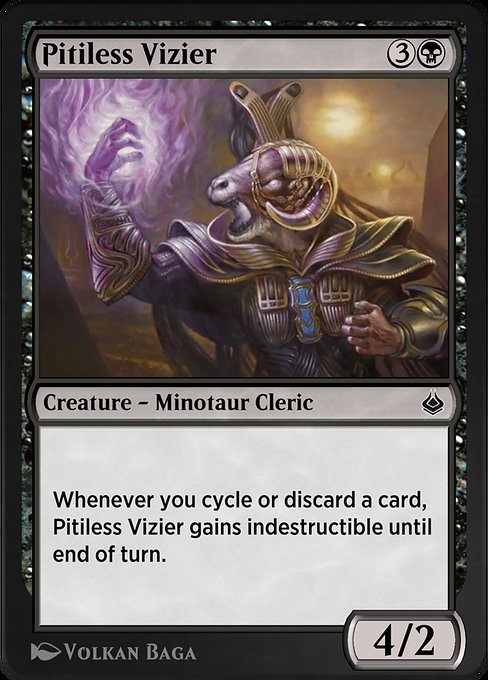 Pitiless Vizier 3
Creature – Minotaur Cleric
Whenever you cycle or discard a card,
Pitiless Vizier gains indestructible until
end of turn.
4/2
Volkan Baga